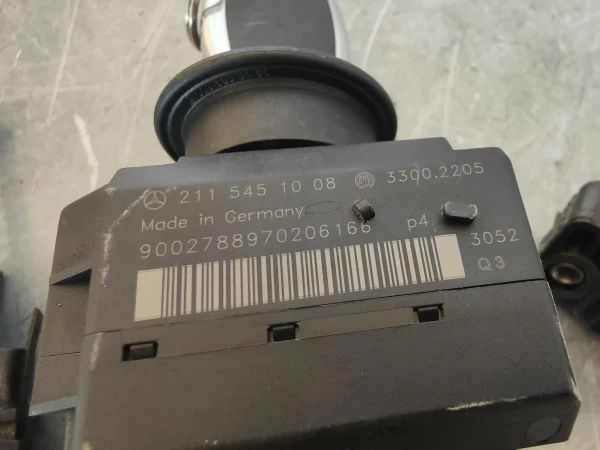 211 545 10 08 3300.2205
Made in Germany
9002788970206166 p4 3052
Q3